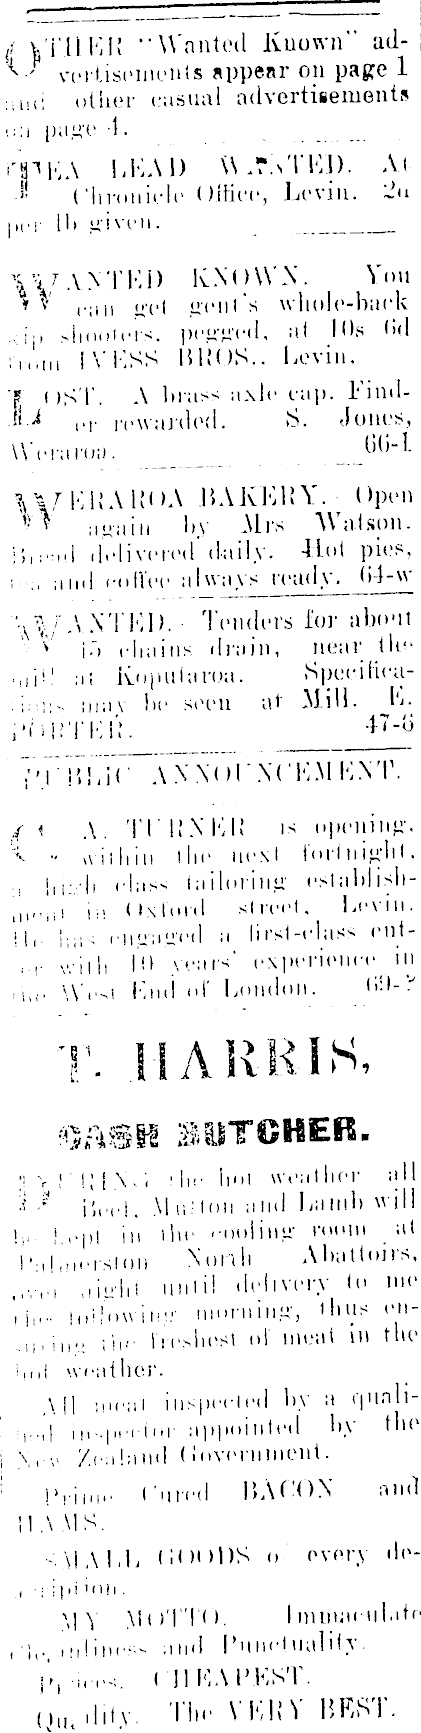 OTHER "Wanted Known" ad-
vertisements appear on page 1
and other casual advertisements
on page 4.
TEA LEAD WANTED. At
Chronicle Office, Levin. 2d
per lb given.
WANTED KNOWN. You
can get gent's whole-back
kip shooters, pegged, at 10s 6d
from IVESS BROS., Levin.
LOST. A brass axle cap. Find-
er rewarded. S. Jones,
Weraroa. 66-L
WERAROA BAKERY. Open
again by Mrs Watson.
Bread delivered daily. Hot pies,
tea and coffee always ready. 64-w
WANTED. Tenders for about
45 chains drain, near the
mill at Koputaroa. Specifica-
tions may be seen at Mill. E.
PORTER. 47-6
PUBLIC ANNOUNCEMENT.
C. A. TURNER is opening,
within the next fortnight,
a high class tailoring establish-
ment in Oxford street, Levin.
He has engaged a first-class cut-
ter with 19 years' experience in
the West End of London. 69-?
T. HARRIS,
CASH BUTCHER.
DURING the hot weather all
Beef, Mutton and Lamb will
be kept in the cooling room at
Palmerston North Abattoirs,
over night until delivery to me
the following morning, thus en-
suring the freshest of meat in the
hot weather.
All meat inspected by a quali-
fied inspector appointed by the
New Zealand Government.
Prime Cured BACON and
HAMS.
SMALL GOODS of every de-
scription.
MY MOTTO. Immaculate
Cleanliness and Punctuality.
Prices. CHEAPEST.
Quality. The VERY BEST.